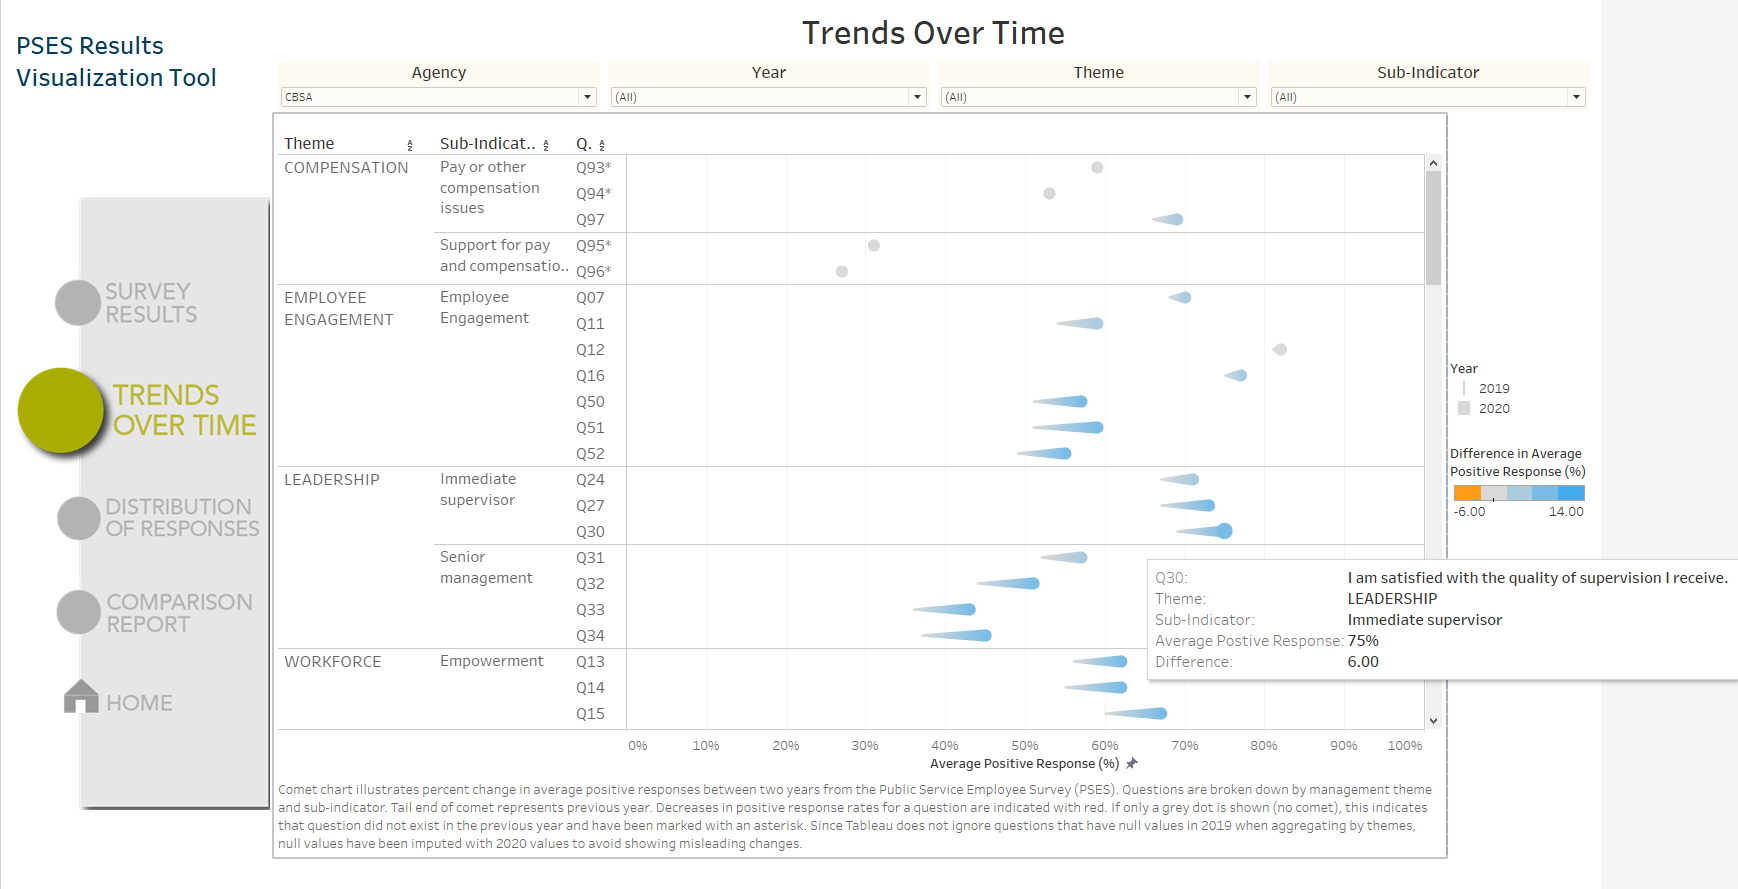 PSES Results
Visualization Tool
Trends Over Time
Agency
Year
Theme
Sub-Indicator
CBSA
(All)
(All)
(All)
Theme
Sub-Indicat..
Q.
COMPENSATION
Pay or other
compensation
issues
Q93*
Q94*
Q97
Support for pay
and compensatio..
Q95*
Q96*
EMPLOYEE
ENGAGEMENT
Employee
Engagement
Q07
Q11
Q12
Q16
Q50
Q51
Q52
LEADERSHIP
Immediate
supervisor
Q24
Q27
Q30
Senior
management
Q31
Q32
Q33
Q34
WORKFORCE
Empowerment
Q13
Q14
Q15
0%
10%
20%
30%
40%
50%
60%
70%
80%
90%
100%
Average Positive Response (%)
SURVEY
RESULTS
TRENDS
OVER TIME
DISTRIBUTION
OF RESPONSES
COMPARISON
REPORT
HOME
Year
2019
2020
Difference in Average
Positive Response (%)
-6.00
14.00
Q30: I am satisfied with the quality of supervision I receive.
Theme: LEADERSHIP
Sub-Indicator: Immediate supervisor
Average Postive Response: 75%
Difference: 6.00
Comet chart illustrates percent change in average positive responses between two years from the Public Service Employee Survey (PSES). Questions are broken down by management theme
and sub-indicator. Tail end of comet represents previous year. Decreases in positive response rates for a question are indicated with red. If only a grey dot is shown (no comet), this indicates
that question did not exist in the previous year and have been marked with an asterisk. Since Tableau does not ignore questions that have null values in 2019 when aggregating by themes,
null values have been imputed with 2020 values to avoid showing misleading changes.